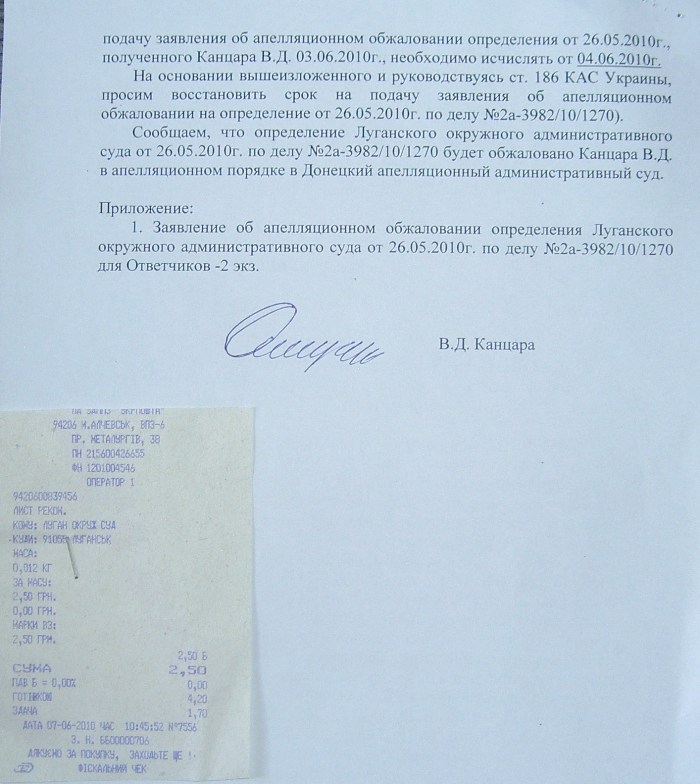 подачу заявления об апелляционном обжаловании определения от 26.05.2010г.,
полученного Канцара В.Д. 03.06.2010г., необходимо исчислять от 04.06.2010г.
На основании вышеизложенного и руководствуясь ст. 186 КАС Украины,
просим восстановить срок на подачу заявления об апелляционном
обжаловании на определение от 26.05.2010г. по делу №2а-3982/10/1270).
Сообщаем, что определение Луганского окружного административного
суда от 26.05.2010г. по делу №2а-3982/10/1270 будет обжаловано Канцара В.Д.
в апелляционном порядке в Донецкий апелляционный административный суд.
Приложение:
1. Заявление об апелляционном обжаловании определения Луганского
окружного административного суда от 26.05.2010г. по делу №2а-3982/10/1270
для Ответчиков -2 экз.
В.Д. Канцара
94206 М.АЛЧЕВСЬК, ВПЗ-6
ПР. МЕТАЛУРГІВ, 38
ПН 215600426655
ФН 1201004546
ОПЕРАТОР 1
9420600839456
ЛИСТ РЕКОМ.
КОМУ: ЛУГАН ОКРУЖ СУД
КУДИ: 91055 ЛУГАНСЬК
МАСА:
0,012 КГ
ЗА МАСУ:
2,50 ГРН.
0,00 ГРН.
МАРКИ ВЗ:
2,50 ГРН.
2,50 Б
СУМА 2,50
ПДВ Б = 0,00% 0,00
ГОТІВКОЮ 4,20
ЗДАЧА 1,70
ДАТА 07-06-2010 ЧАС 10:45:52 №7556
З. Н. ББ00000706
ДЯКУЄМО ЗА ПОКУПКУ, ЗАХОДЬТЕ ЩЕ !
ФІСКАЛЬНИЙ ЧЕК